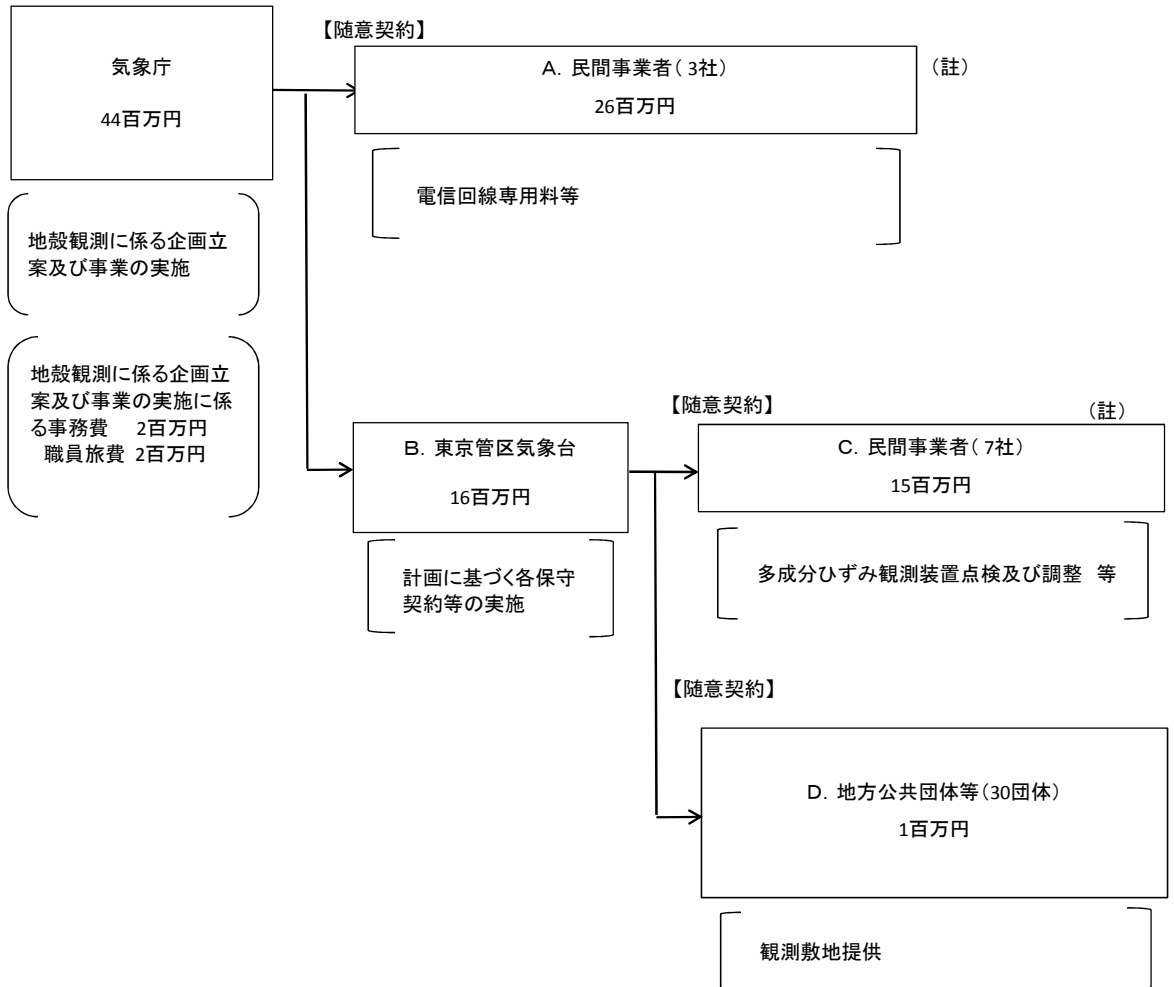 気象庁
44百万円
地殻観測に係る企画立
案及び事業の実施
地殻観測に係る企画立
案及び事業の実施に係
る事務費 2百万円
職員旅費 2百万円
【随意契約】
A. 民間事業者( 3社)
26百万円
(註)
電信回線専用料等
B. 東京管区気象台
16百万円
計画に基づく各保守
契約等の実施
【随意契約】
(註)
C. 民間事業者( 7社)
15百万円
多成分ひずみ観測装置点検及び調整 等
【随意契約】
D. 地方公共団体等(30団体)
1百万円
観測敷地提供